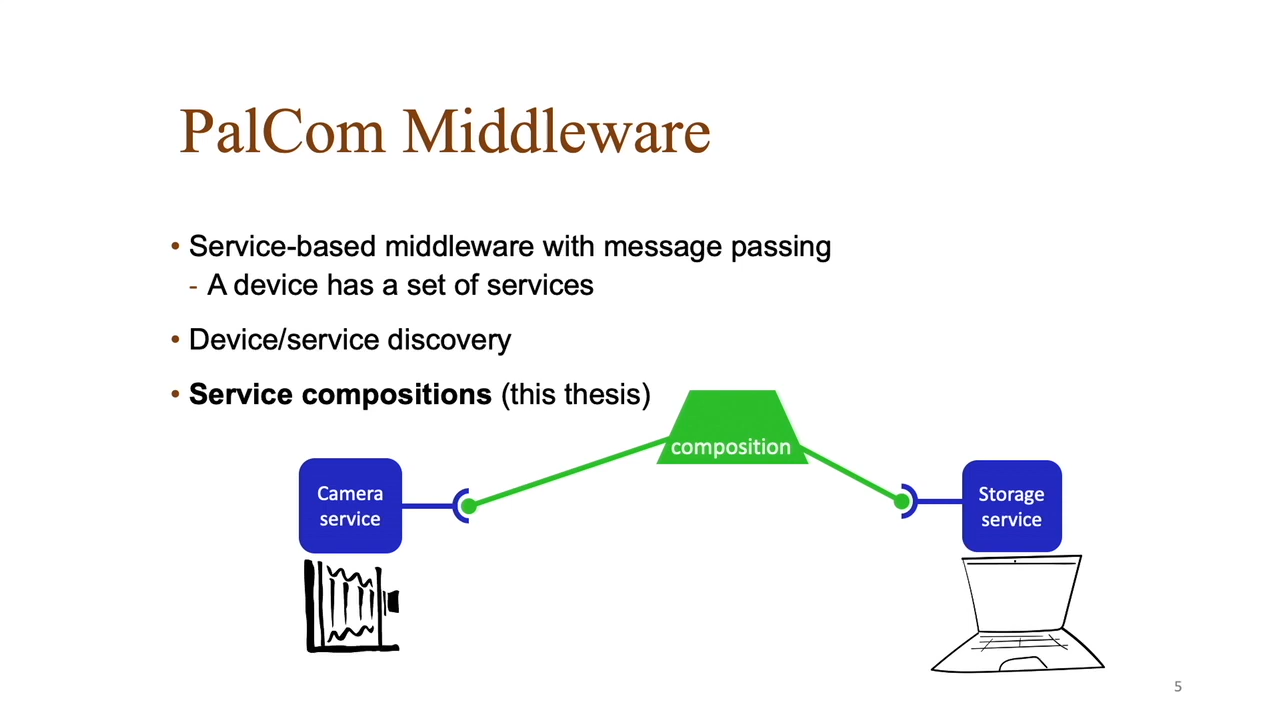 PalCom Middleware
• Service-based middleware with message passing
- A device has a set of services
• Device/service discovery
• Service compositions (this thesis)
composition
Camera
service
Storage
service
5